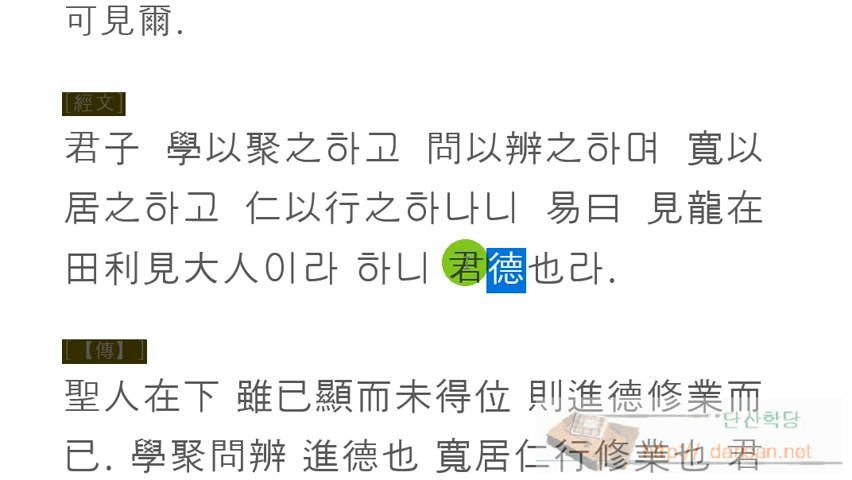 可見爾.
[經文]
君子 學以聚之하고 問以辨之하며 寬以
居之하고 仁以行之하나니 易曰 見龍在
田利見大人이라 하니 君德也라.
[【傳】]
聖人在下 雖已顯而未得位 則進德修業而
已. 學聚問辨 進德也 寬居仁行修業也 君
단산학당
http:// dansan.net